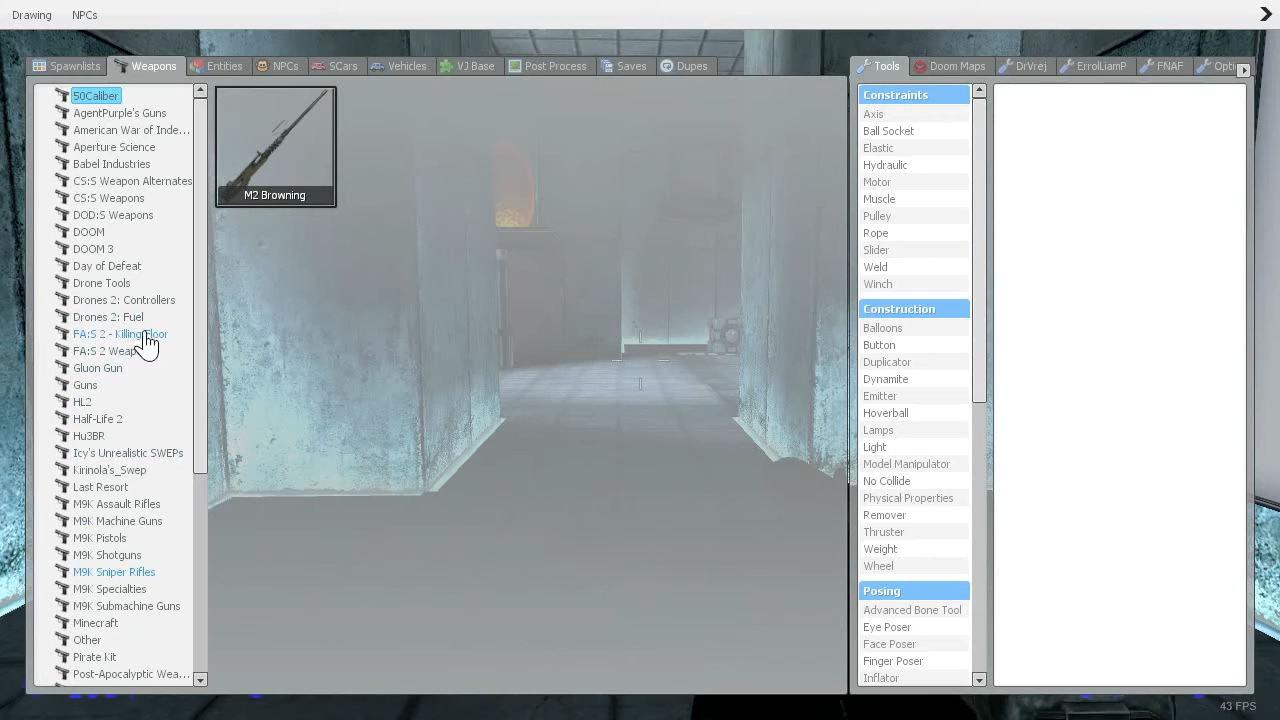 Drawing NPCs
Spawnlists Weapons Entities NPCs SCars Vehicles VJ Base Post Process Saves Dupes
Tools Doom Maps DrVrej ErrolLiamP FNAF Opti
50Caliber
AgentPurple's Guns
American War of Inde...
Aperture Science
Babel Industries
CS:S Weapon Alternates
CS:S Weapons
DOD:S Weapons
DOOM
DOOM 3
Day of Defeat
Drone Tools
Drones 2: Controllers
Drones 2: Fuel
FA:S 2 - Killing Floor
FA:S 2 Weap
Gluon Gun
Guns
HL2
Half-Life 2
Hu3BR
Icy's Unrealistic SWEPs
Kirinola's_Swep
Last Resort
M9K Assault Rifles
M9K Machine Guns
M9K Pistols
M9K Shotguns
M9K Sniper Rifles
M9K Specialties
M9K Submachine Guns
Minecraft
Other
Pirate Kit
Post-Apocalyptic Wea...
M2 Browning
Constraints
Axis
Ball Socket
Elastic
Hydraulic
Motor
Muscle
Pulley
Rope
Slider
Weld
Winch
Construction
Balloons
Button
Duplicator
Dynamite
Emitter
Hoverball
Lamps
Light
Model Manipulator
No Collide
Physical Properties
Remover
Thruster
Weight
Wheel
Posing
Advanced Bone Tool
Eye Poser
Face Poser
Finger Poser
Inflator
43 FPS